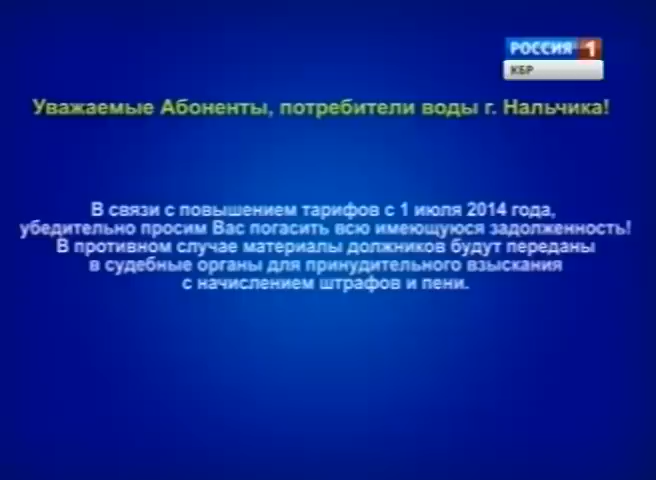 РОССИЯ 1
КБР
Уважаемые Абоненты, потребители воды г. Нальчика!
В связи с повышением тарифов с 1 июля 2014 года,
убедительно просим Вас погасить всю имеющуюся задолженность!
В противном случае материалы должников будут переданы
в судебные органы для принудительного взыскания
с начислением штрафов и пени.